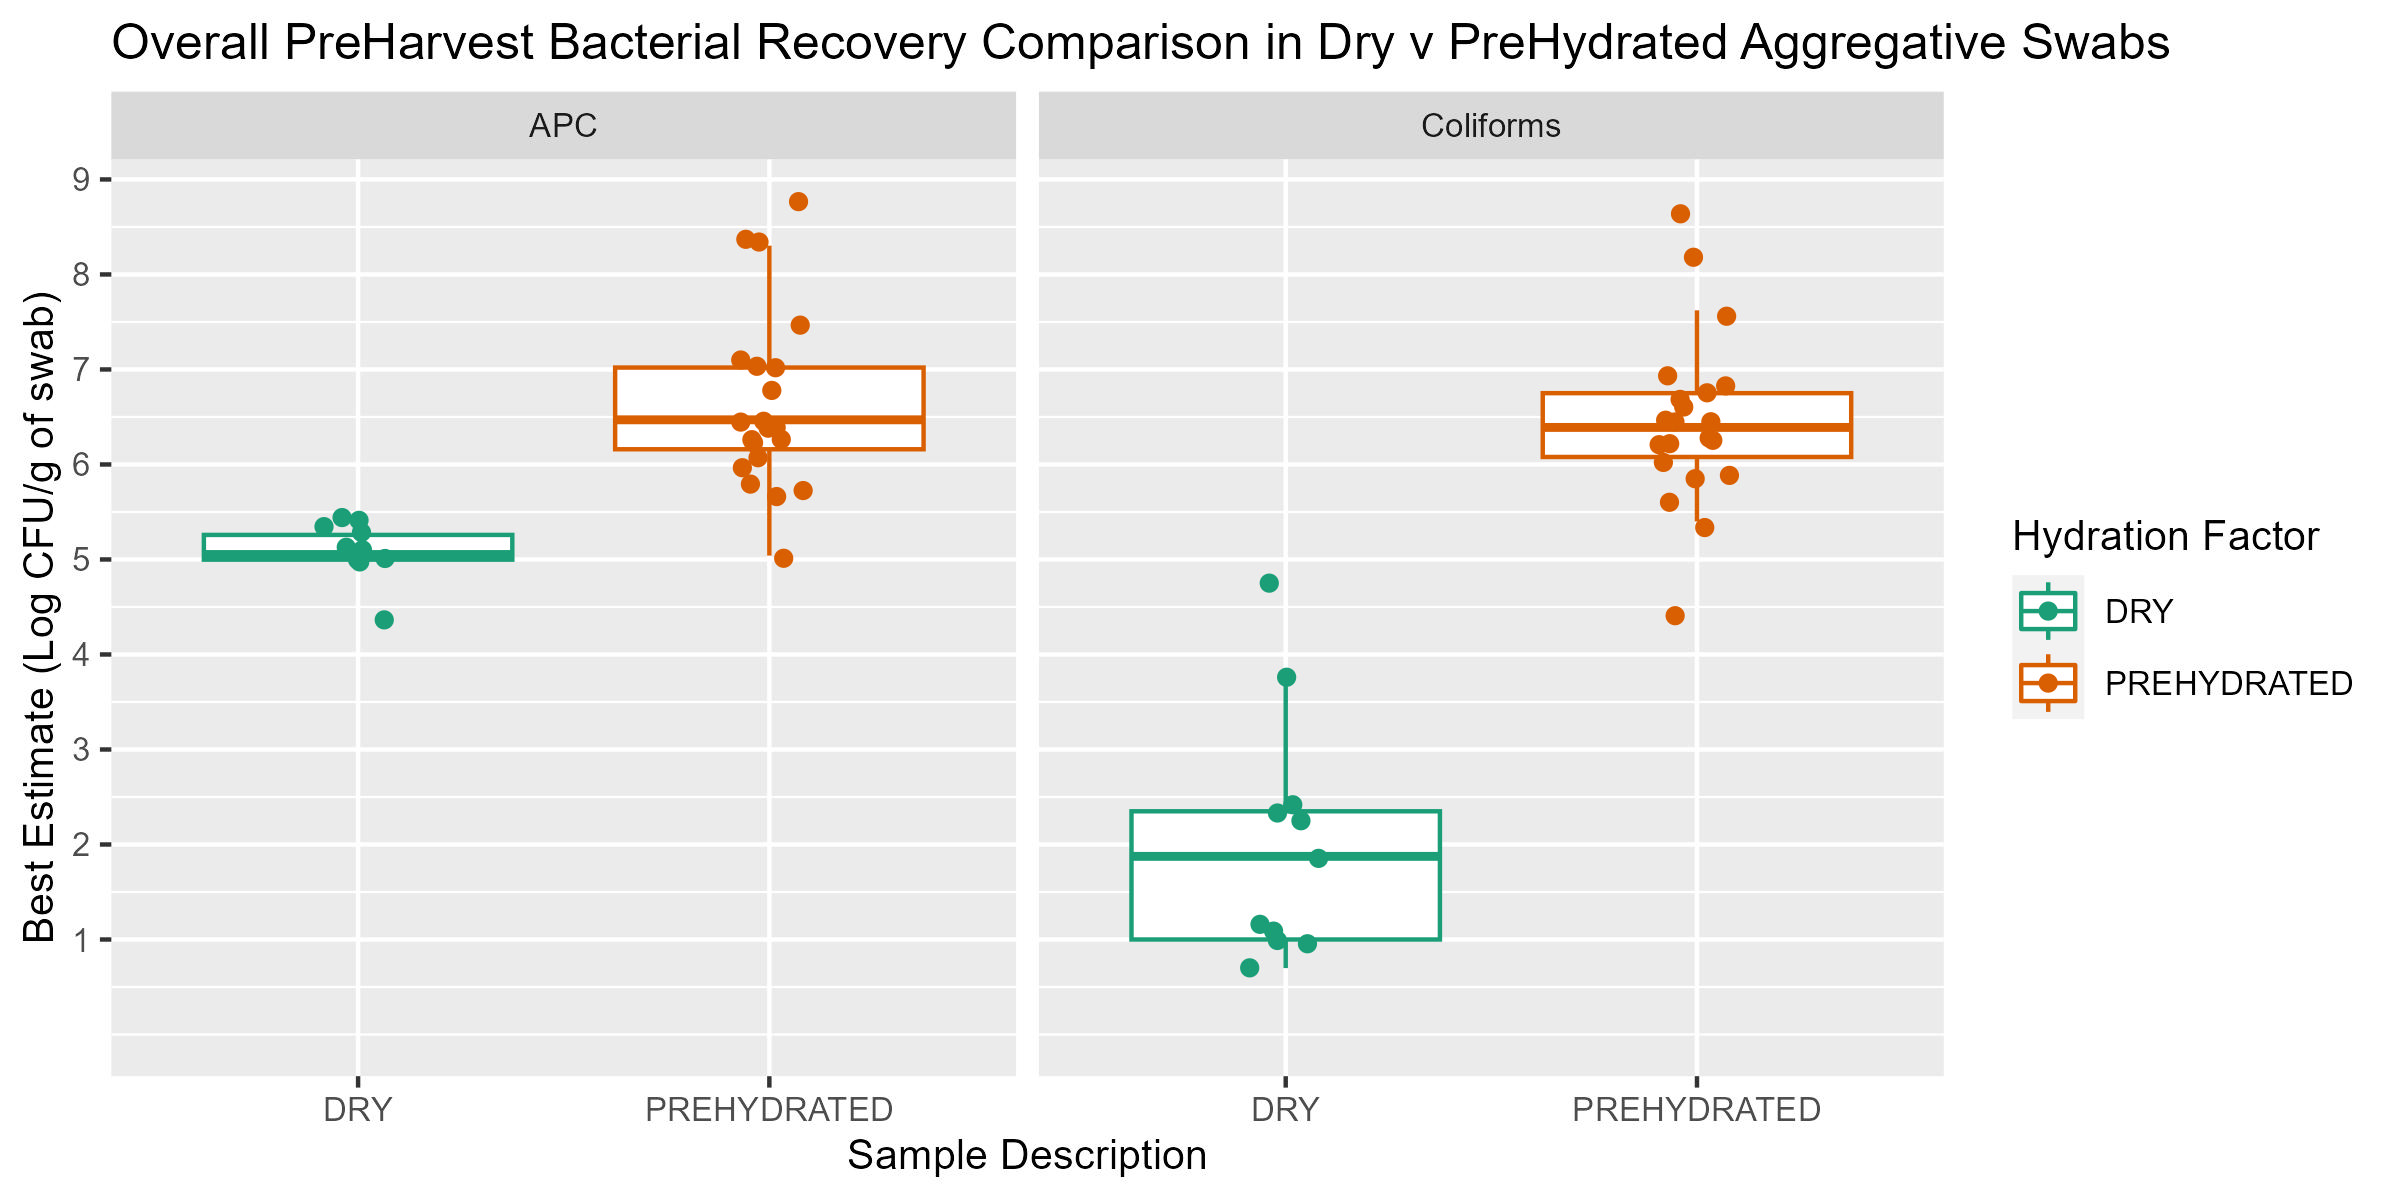 Overall PreHarvest Bacterial Recovery Comparison in Dry v PreHydrated Aggregative Swabs
APC
Coliforms
Best Estimate (Log CFU/g of swab)
9
8
7
6
5
4
3
2
1
DRY
PREHYDRATED
DRY
PREHYDRATED
Sample Description
Hydration Factor
DRY
PREHYDRATED